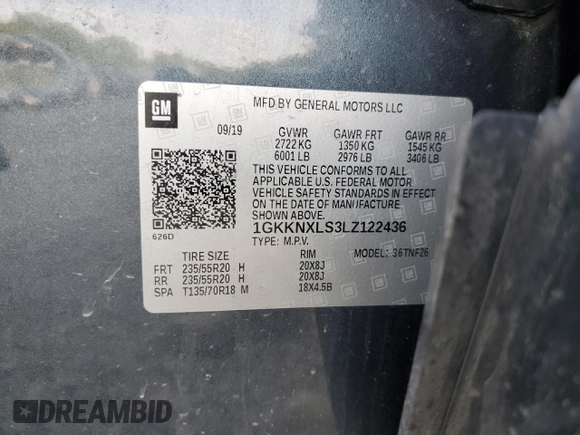 GM
MFD BY GENERAL MOTORS LLC
09/19 GVWR GAWR FRT GAWR RR
2722 KG 1350 KG 1545 KG
6001 LB 2976 LB 3406 LB
THIS VEHICLE CONFORMS TO ALL
APPLICABLE U.S. FEDERAL MOTOR
VEHICLE SAFETY STANDARDS IN EFFECT
ON THE DATE OF MANUFACTURE
SHOWN ABOVE.
1GKKNXLS3LZ122436
626D TYPE: M.P.V. MODEL: 36TNF26
TIRE SIZE RIM
FRT 235/55R20 H 20X8J
RR 235/55R20 H 20X8J
SPA T135/70R18 M 18X4.5B
DREAMBID